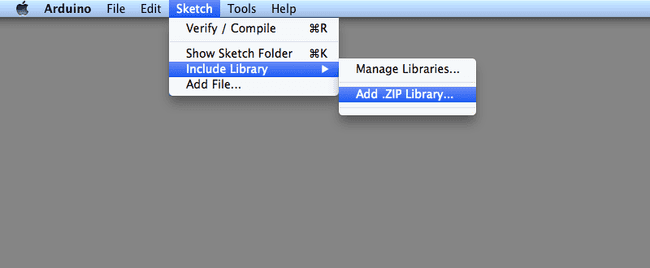 Arduino File Edit Sketch Tools Help
Verify / Compile ⌘R
Show Sketch Folder ⌘K
Include Library ▶ Manage Libraries...
Add File...
Add .ZIP Library...